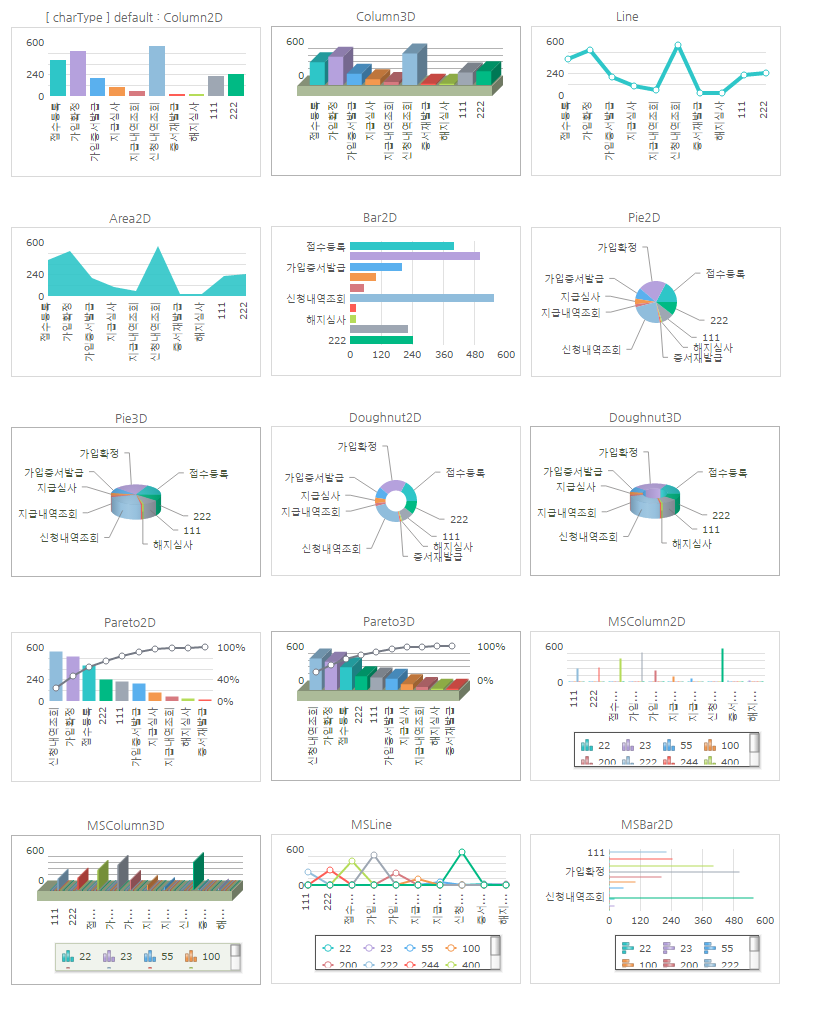 [ charType ] default : Column2D
600
240
0
접수등록
가입확정
가입증서발급
지급심사
지급내역조회
신청내역조회
증서재발급
해지심사
111
222
Column3D
600
240
0
접수등록
가입확정
가입증서발급
지급심사
지급내역조회
신청내역조회
증서재발급
해지심사
111
222
Line
600
240
0
접수등록
가입확정
가입증서발급
지급심사
지급내역조회
신청내역조회
증서재발급
해지심사
111
222
Area2D
600
240
0
접수등록
가입확정
가입증서발급
지급심사
지급내역조회
신청내역조회
증서재발급
해지심사
111
222
Bar2D
접수등록
가입증서발급
신청내역조회
해지심사
222
0 120 240 360 480 600
Pie2D
가입확정
접수등록
가입증서발급
지급심사
지급내역조회
222
111
신청내역조회
해지심사
증서재발급
Pie3D
가입확정
가입증서발급
접수등록
지급심사
지급내역조회
222
111
신청내역조회
해지심사
Doughnut2D
가입확정
접수등록
가입증서발급
지급심사
지급내역조회
222
111
신청내역조회
해지심사
증서재발급
Doughnut3D
가입확정
가입증서발급
접수등록
지급심사
지급내역조회
222
111
신청내역조회
해지심사
Pareto2D
600
240
0
100%
40%
0%
신청내역조회
가입확정
접수등록
222
111
가입증서발급
지급심사
지급내역조회
해지심사
증서재발급
Pareto3D
600
240
0
100%
0%
신청내역조회
가입확정
접수등록
222
111
가입증서발급
지급심사
지급내역조회
해지심사
증서재발급
MSColumn2D
600
0
111
222
접수...
가입...
가입...
지급...
지급...
신청...
증서...
해지...
22 23 55 100
200 222 244 400
MSColumn3D
600
0
111
222
접...
가...
가...
지...
지...
신...
증...
해...
22 23 55 100
MSLine
600
0
111
222
접수...
가입...
가입...
지급...
지급...
신청...
증서...
해지...
22 23 55 100
200 222 244 400
MSBar2D
111
가입확정
신청내역조회
0 120 240 360 480 600
22 23 55
100 200 222